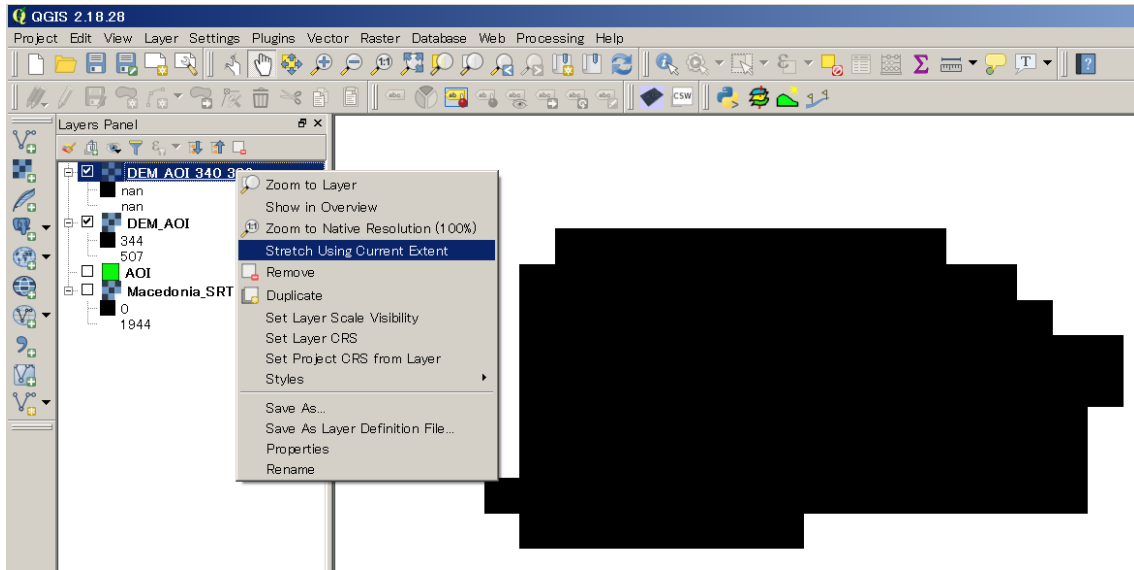 QGIS 2.18.28
Project Edit View Layer Settings Plugins Vector Raster Database Web Processing Help
CSW
Layers Panel
DEM_AOI 340 3
nan
nan
DEM_AOI
344
507
AOI
Macedonia_SRT
0
1944
Zoom to Layer
Show in Overview
Zoom to Native Resolution (100%)
Stretch Using Current Extent
Remove
Duplicate
Set Layer Scale Visibility
Set Layer CRS
Set Project CRS from Layer
Styles
Save As...
Save As Layer Definition File...
Properties
Rename